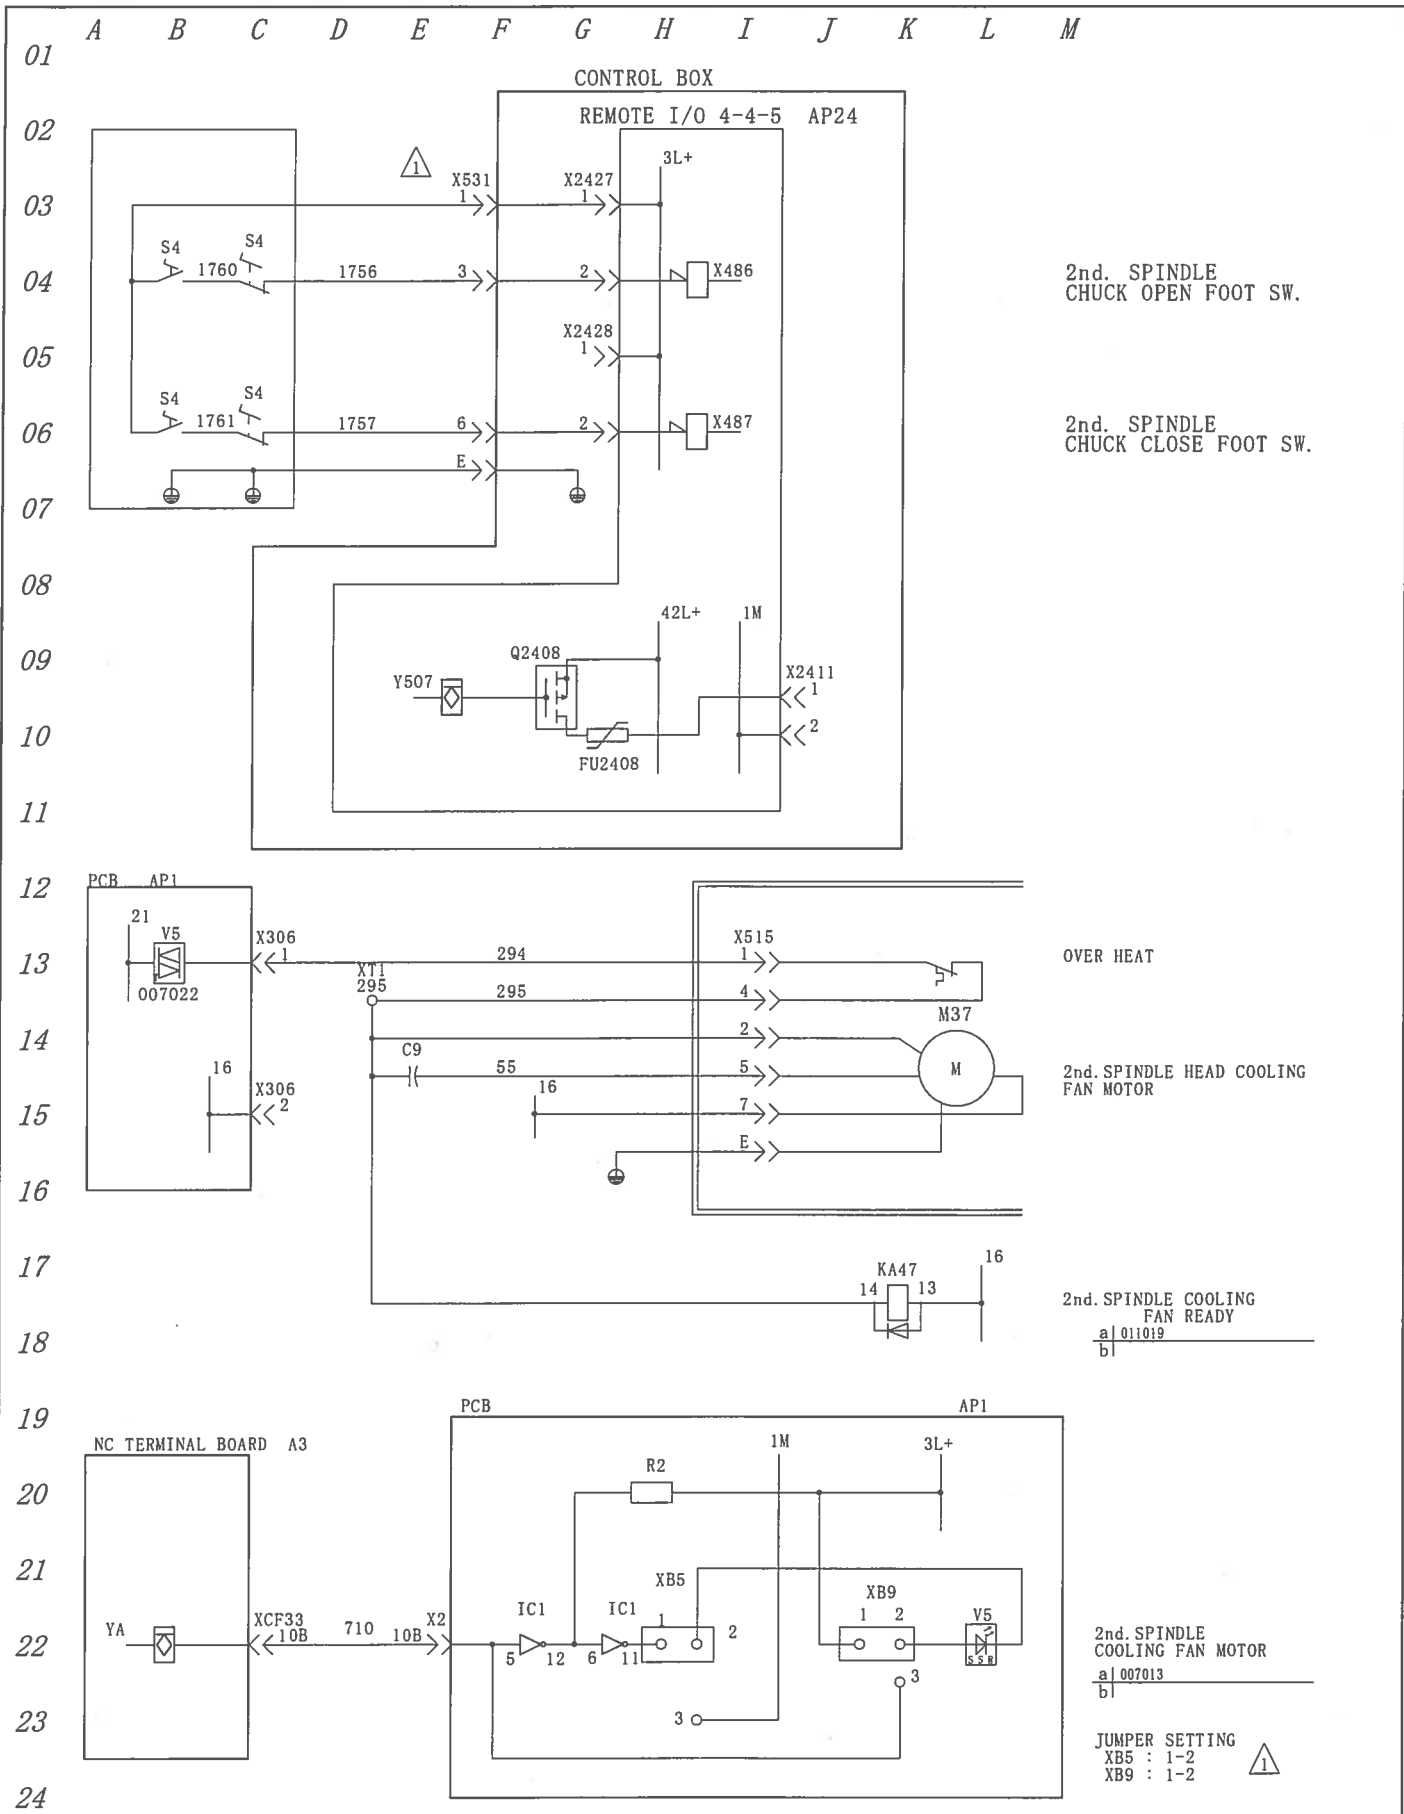 A B C D E F G H I J K L M
01
CONTROL BOX
REMOTE I/O 4-4-5 AP24
02
3L+
1
X531
X2427
1
1
03
S4
S4
1760
1756
3
2
X486
04
2nd. SPINDLE
CHUCK OPEN FOOT SW.
X2428
1
05
S4
S4
1761
1757
6
2
X487
06
2nd. SPINDLE
CHUCK CLOSE FOOT SW.
E
07
08
42L+
1M
09
Q2408
Y507
X2411
1
10
2
FU2408
11
12
PCB AP1
21
V5
X306
1
294
X515
1
13
OVER HEAT
XT1
295
007022
295
4
M37
14
2
C9
16
55
5
M
2nd. SPINDLE HEAD COOLING
FAN MOTOR
X306
2
16
7
15
E
16
17
16
KA47
14
13
2nd. SPINDLE COOLING
FAN READY
18
a 011019
b
19
PCB
AP1
NC TERMINAL BOARD A3
1M
3L+
R2
20
21
XB5
XB9
IC1
IC1
1
2
1
2
V5
YA
XCF33
10B
710
10B
X2
22
5
12
6
11
SSR
2nd. SPINDLE
COOLING FAN MOTOR
3
a 007013
b
23
3
JUMPER SETTING
XB5 : 1-2
XB9 : 1-2
1
24